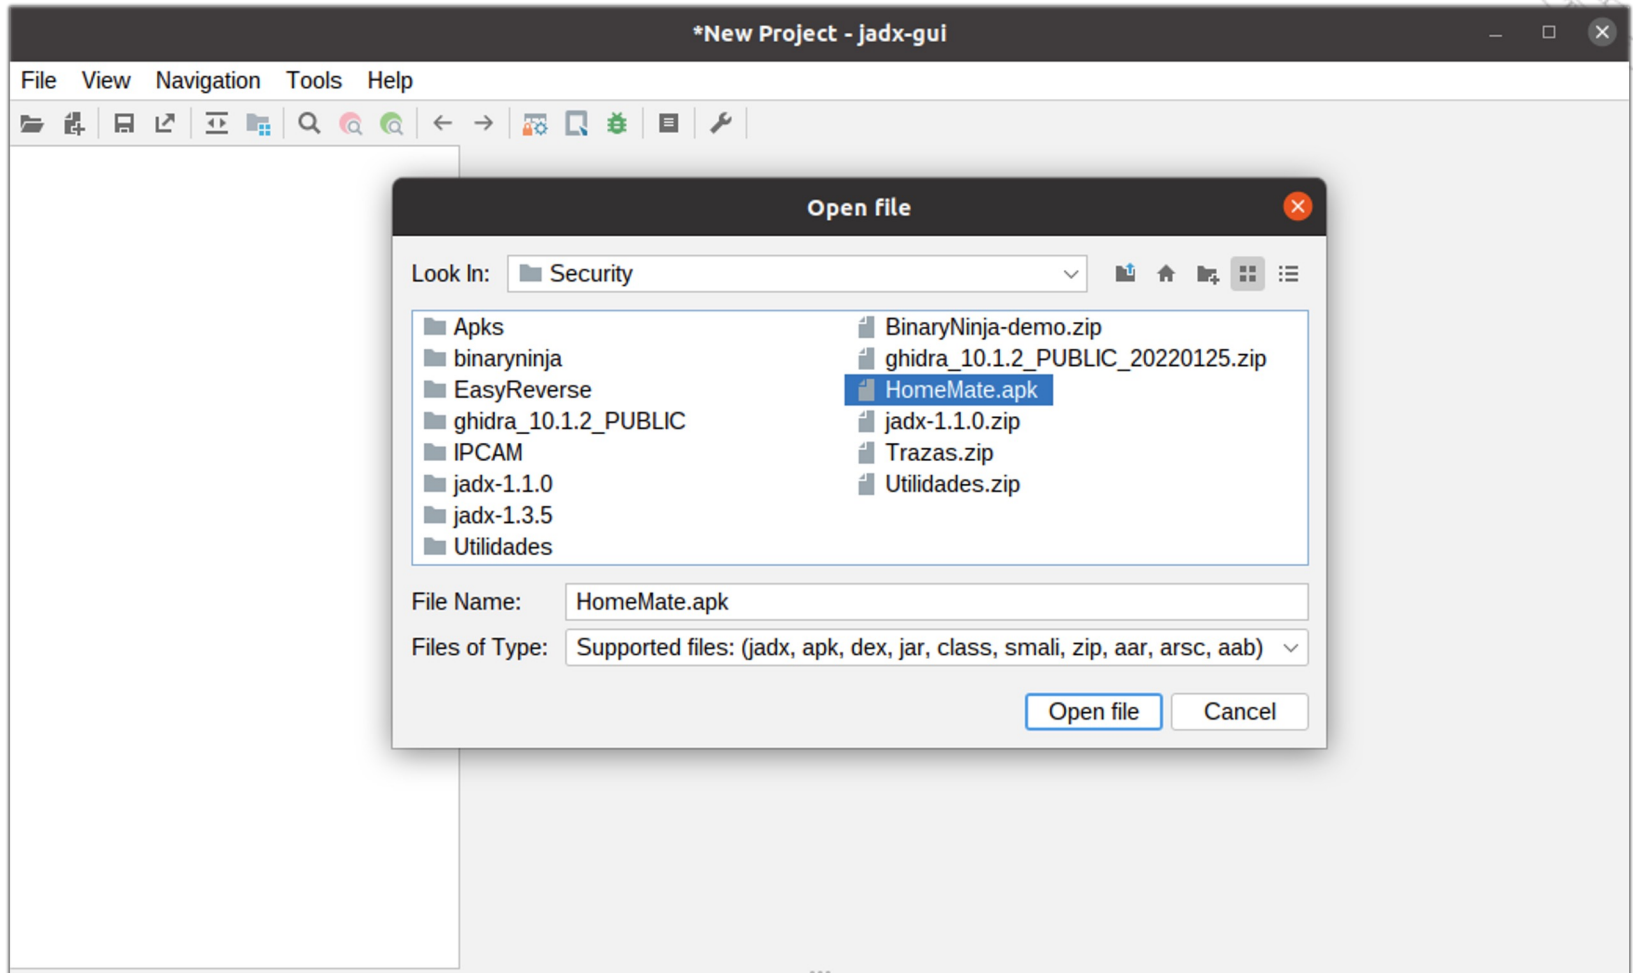 *New Project - jadx-gui
File View Navigation Tools Help
Open file
Look In: Security
Apks
binaryninja
EasyReverse
ghidra_10.1.2_PUBLIC
IPCAM
jadx-1.1.0
jadx-1.3.5
Utilidades
BinaryNinja-demo.zip
ghidra_10.1.2_PUBLIC_20220125.zip
HomeMate.apk
jadx-1.1.0.zip
Trazas.zip
Utilidades.zip
File Name: HomeMate.apk
Files of Type: Supported files: (jadx, apk, dex, jar, class, smali, zip, aar, arsc, aab)
Open file Cancel